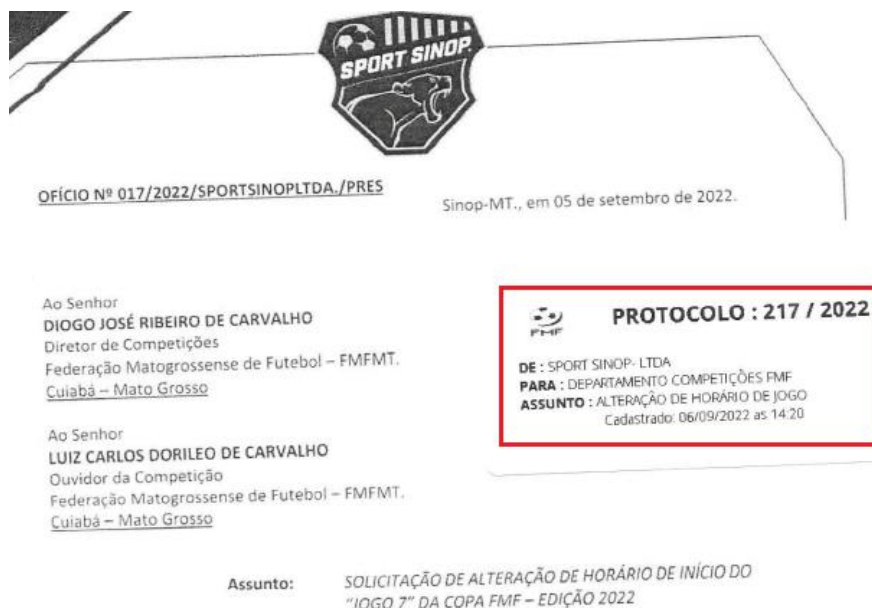 SPORT SINOP
OFÍCIO Nº 017/2022/SPORTSINOPLTDA./PRES
Sinop-MT., em 05 de setembro de 2022.
Ao Senhor
DIOGO JOSÉ RIBEIRO DE CARVALHO
Diretor de Competições
Federação Matogrossense de Futebol – FMFMT.
Cuiabá – Mato Grosso
FMF
PROTOCOLO : 217 / 2022
DE : SPORT SINOP- LTDA
PARA : DEPARTAMENTO COMPETIÇÕES FMF
ASSUNTO : ALTERAÇÃO DE HORÁRIO DE JOGO
Cadastrado: 06/09/2022 as 14:20
Ao Senhor
LUIZ CARLOS DORILEO DE CARVALHO
Ouvidor da Competição
Federação Matogrossense de Futebol – FMFMT.
Cuiabá – Mato Grosso
Assunto: SOLICITAÇÃO DE ALTERAÇÃO DE HORÁRIO DE INÍCIO DO
"JOGO 7" DA COPA FMF – EDIÇÃO 2022